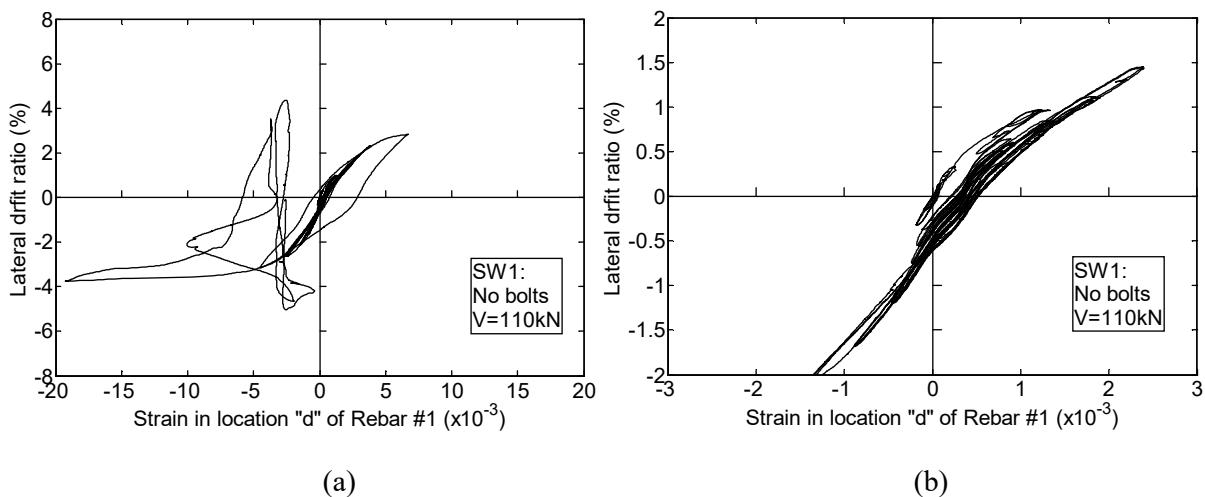 8
6
4
2
0
-2
-4
-6
-8
-20 -15 -10 -5 0 5 10 15 20
Lateral drfit ratio (%)
Strain in location "d" of Rebar #1 (x10-3)
SW1:
No bolts
V=110kN
(a)
2
1.5
1
0.5
0
-0.5
-1
-1.5
-2
-3 -2 -1 0 1 2 3
Lateral drfit ratio (%)
Strain in location "d" of Rebar #1 (x10-3)
SW1:
No bolts
V=110kN
(b)